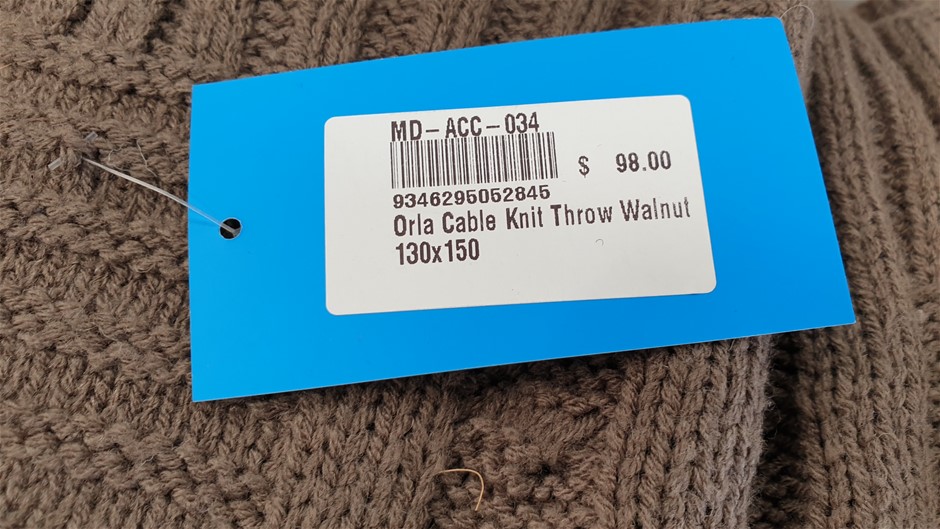 MD-ACC-034
$ 98.00
9346295052845
Orla Cable Knit Throw Walnut
130x150